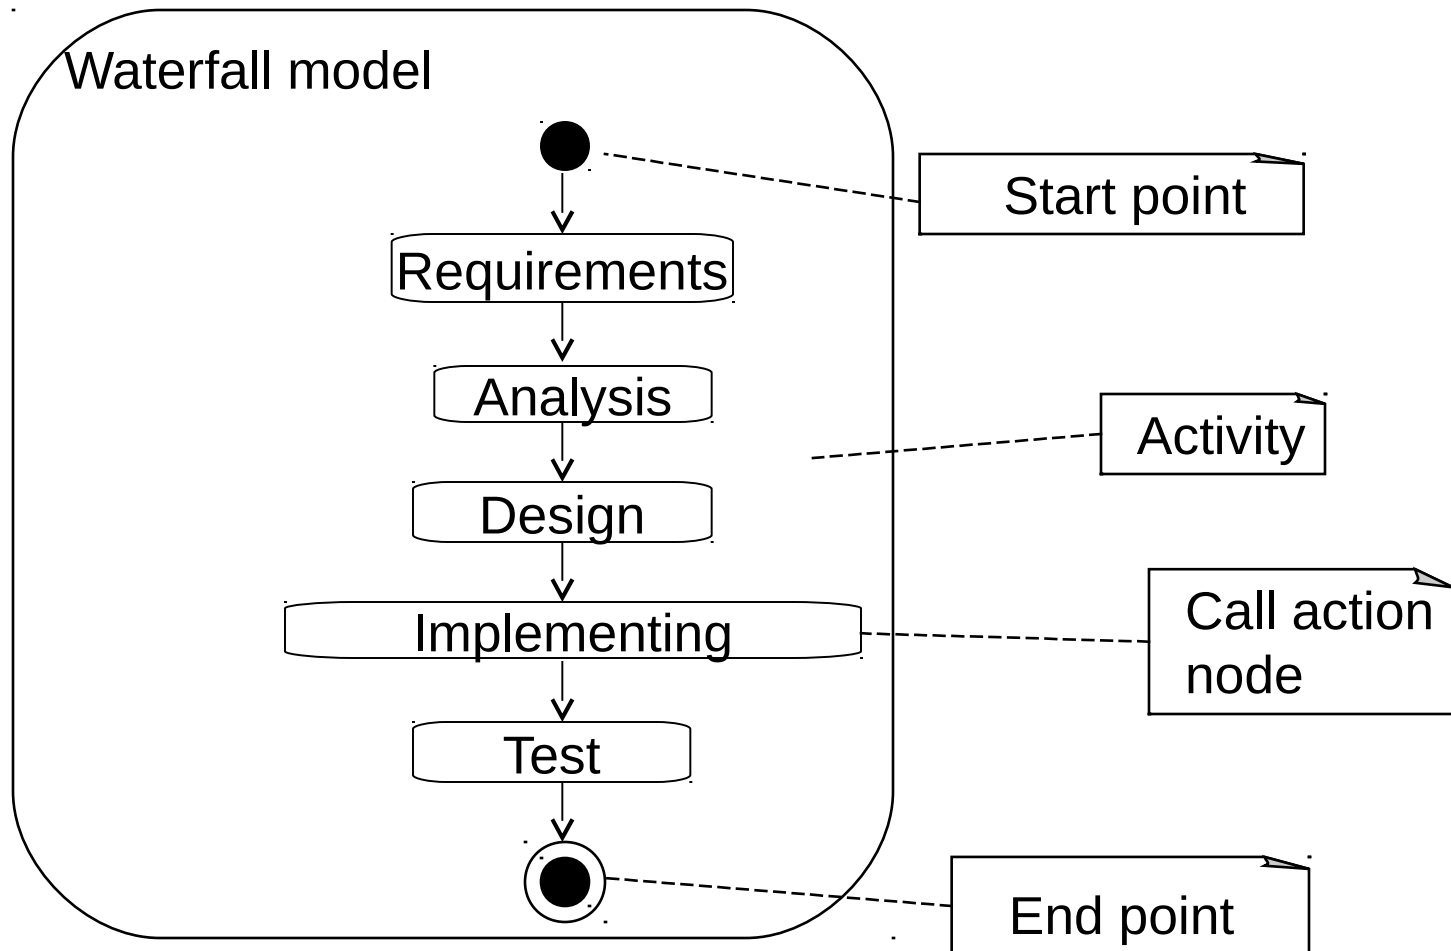 Waterfall model
Start point
Requirements
Analysis
Activity
Design
Call action
node
Implementing
Test
End point